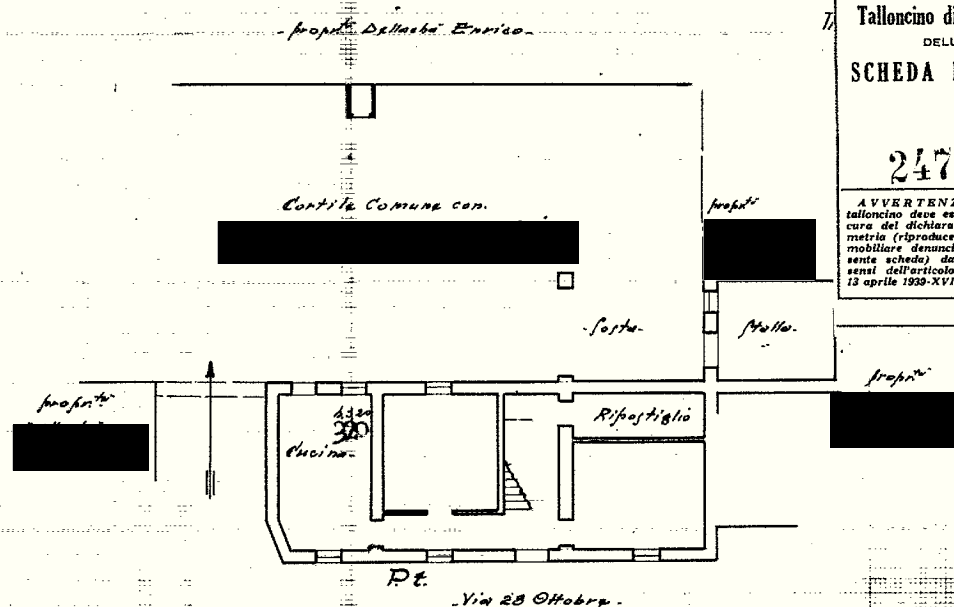 - propr.tà Dellachà Enrico -
Talloncino di
DELL
SCHEDA
247
AVVERTENZ
talloncino deve es
cura del dichiara
metria (riproduce
mobiliare denunci
sente scheda) da
sensi dell'articolo
13 aprile 1939-XVI
Cortile Comune con.
propr.tà
- Sosta -
Stalla -
propr.tà
propr.tà
Ripostiglio
320
Cucina -
P.t.
- Via 28 Ottobre -